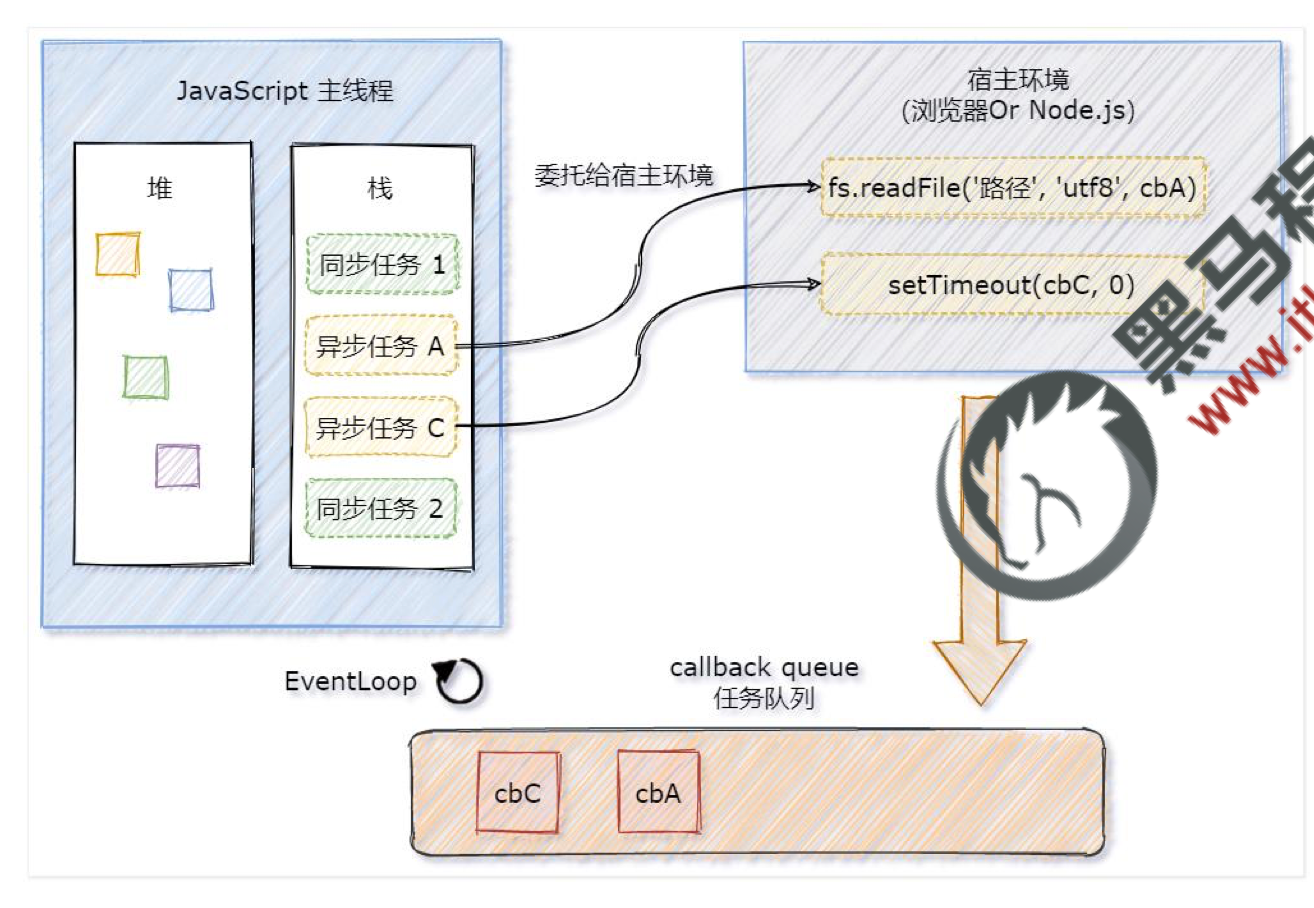 JavaScript 主线程
堆
栈
同步任务 1
异步任务 A
异步任务 C
同步任务 2
委托给宿主环境
宿主环境
(浏览器Or Node.js)
fs.readFile('路径', 'utf8', cbA)
setTimeout(cbC, 0)
黑马程
www.it
EventLoop
callback queue
任务队列
cbC
cbA